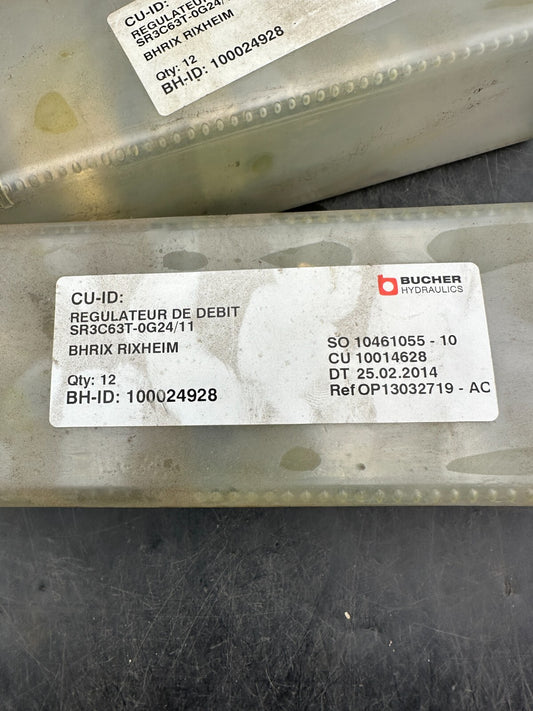 CU-ID:
REGULATEUR
SR3C63T-0G24/
BHRIX RIXHEIM
Qty: 12
BH-ID: 100024928
BUCHER
HYDRAULICS
CU-ID:
REGULATEUR DE DEBIT
SR3C63T-0G24/11
BHRIX RIXHEIM
Qty: 12
BH-ID: 100024928
SO 10461055 - 10
CU 10014628
DT 25.02.2014
Ref OP13032719 - AC